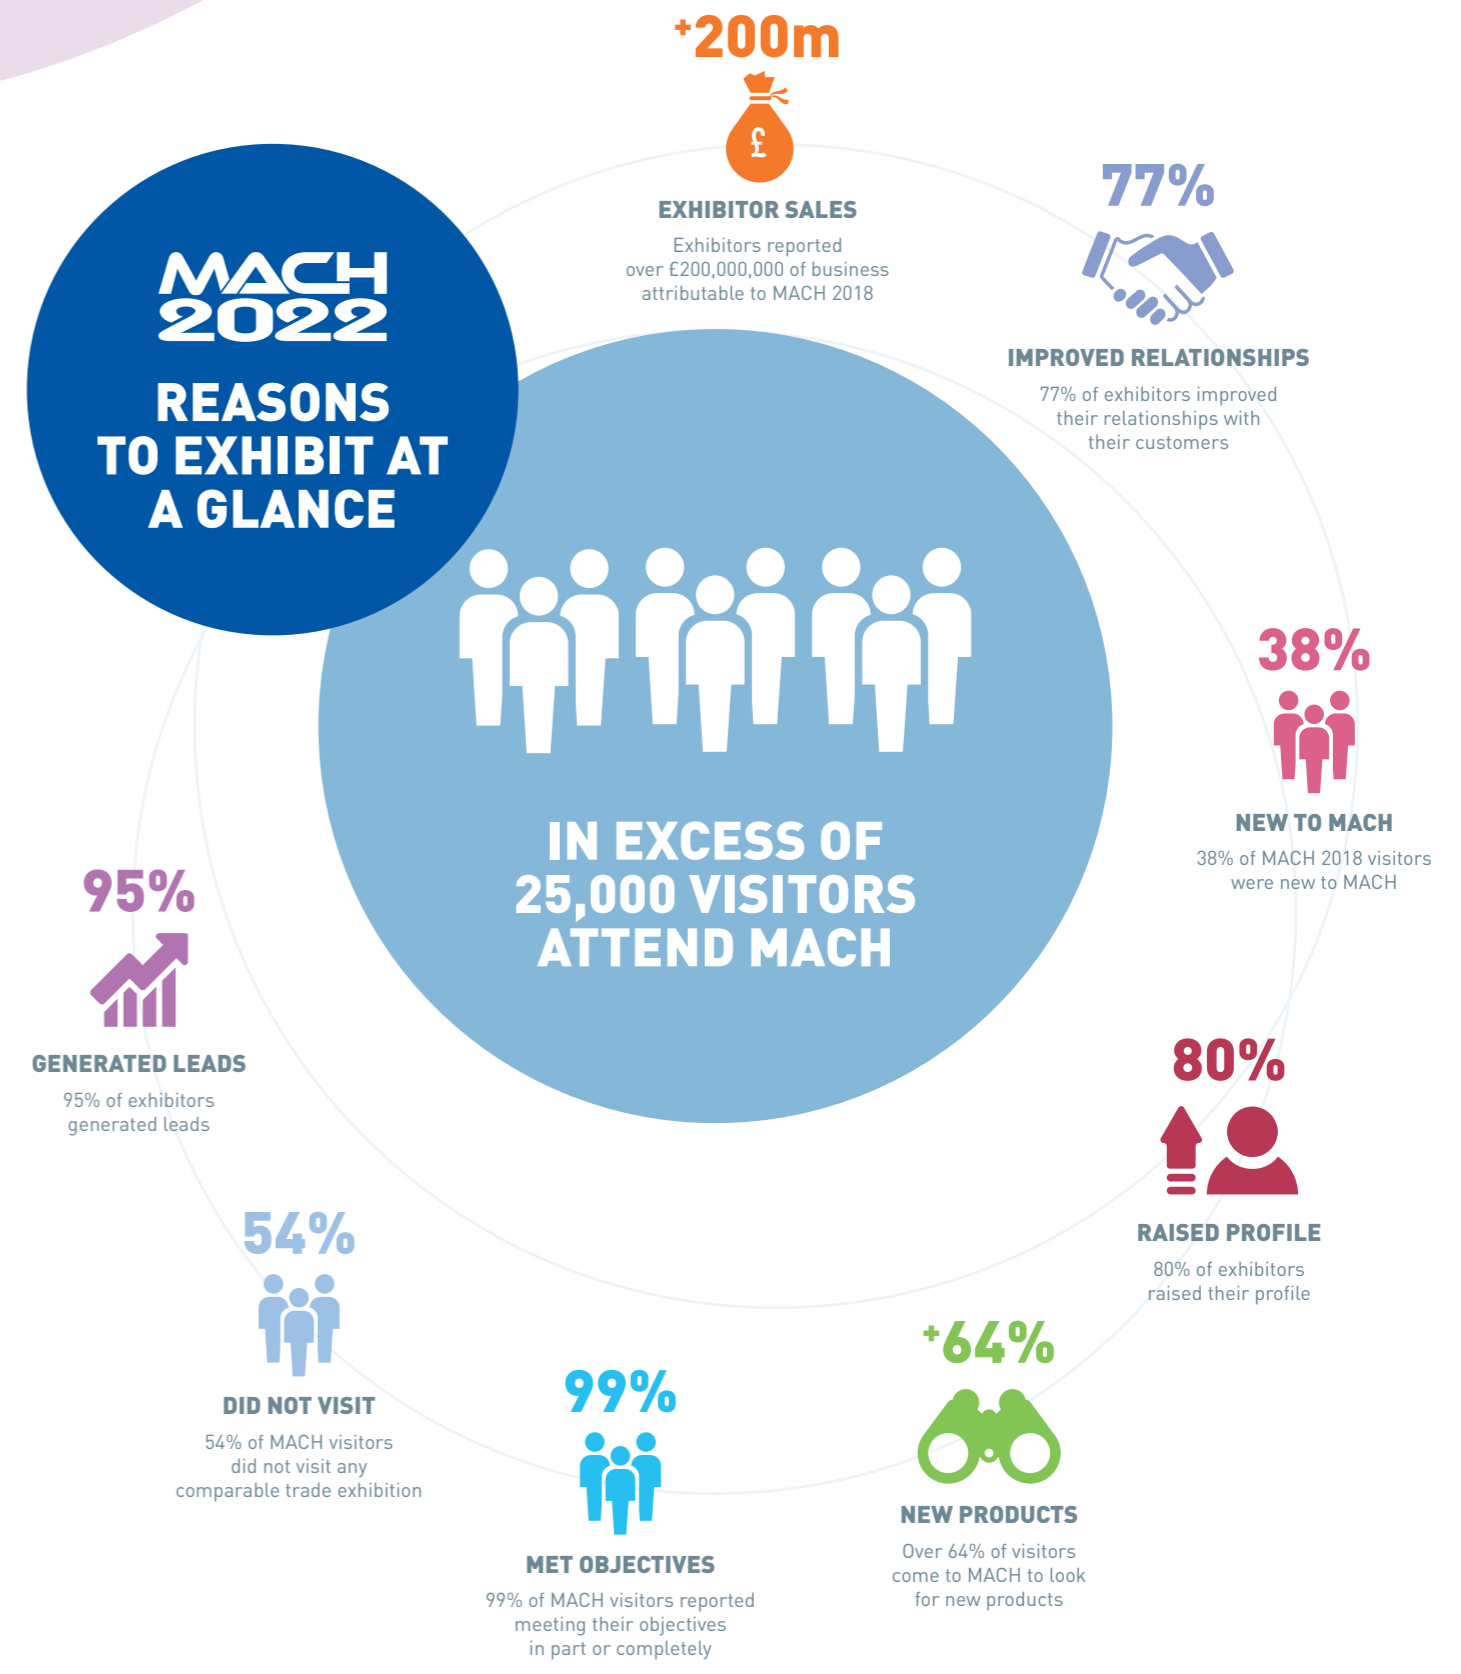 MACH
2022
REASONS
TO EXHIBIT AT
A GLANCE
+200m
£
EXHIBITOR SALES
Exhibitors reported
over £200,000,000 of business
attributable to MACH 2018
77%
IMPROVED RELATIONSHIPS
77% of exhibitors improved
their relationships with
their customers
38%
NEW TO MACH
38% of MACH 2018 visitors
were new to MACH
80%
RAISED PROFILE
80% of exhibitors
raised their profile
+64%
NEW PRODUCTS
Over 64% of visitors
come to MACH to look
for new products
99%
MET OBJECTIVES
99% of MACH visitors reported
meeting their objectives
in part or completely
54%
DID NOT VISIT
54% of MACH visitors
did not visit any
comparable trade exhibition
95%
GENERATED LEADS
95% of exhibitors
generated leads
IN EXCESS OF
25,000 VISITORS
ATTEND MACH